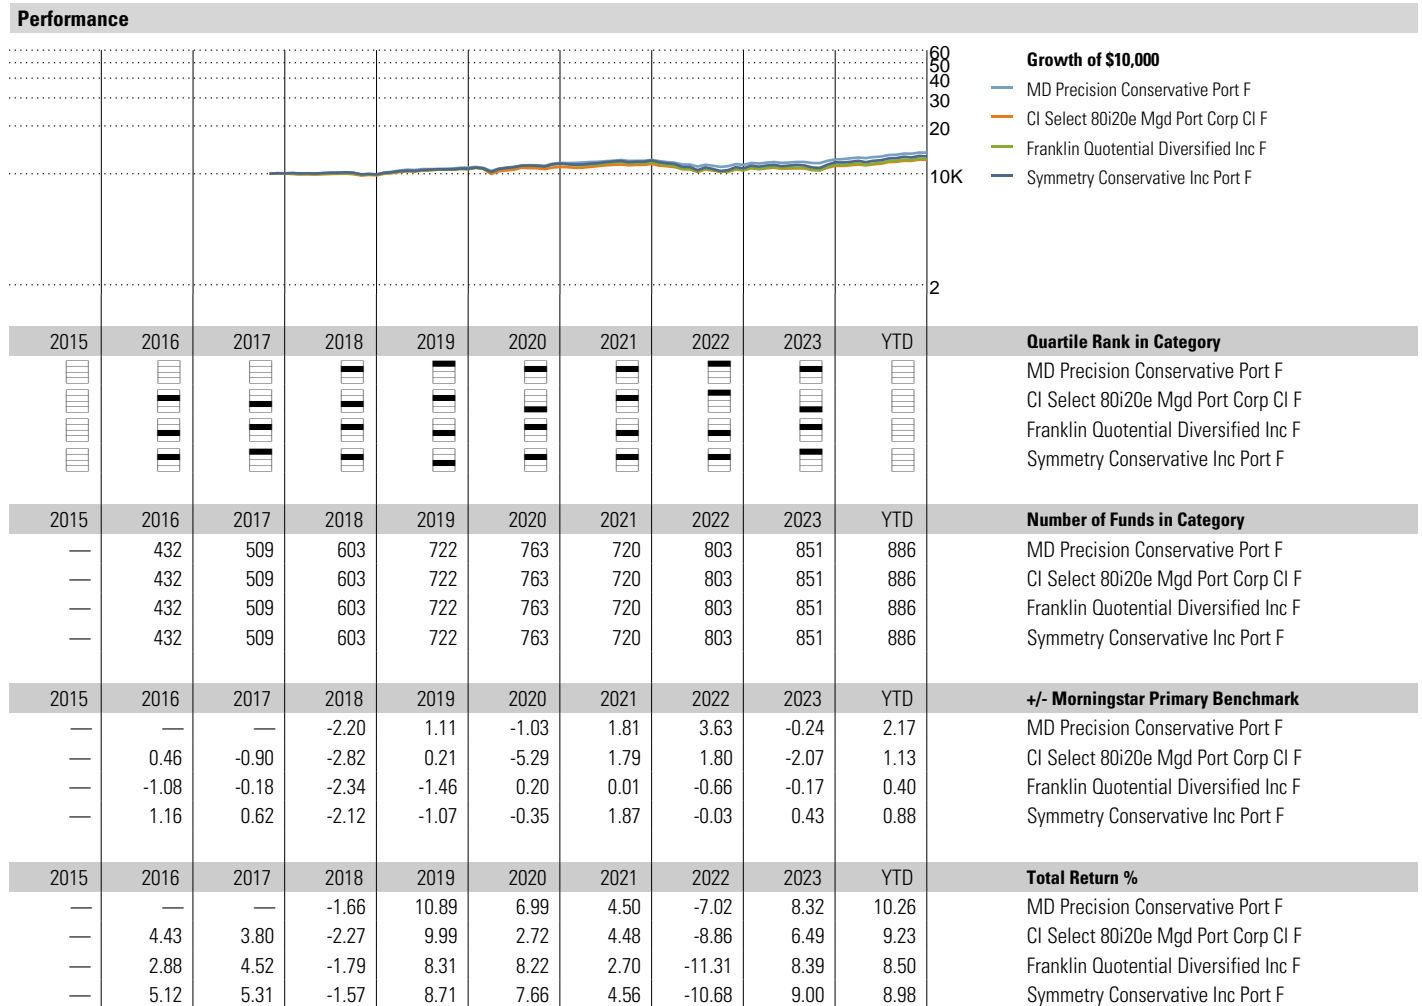 Performance
60
50
40
30
20
10K
2
Growth of $10,000
MD Precision Conservative Port F
CI Select 80i20e Mgd Port Corp Cl F
Franklin Quotential Diversified Inc F
Symmetry Conservative Inc Port F
2015 2016 2017 2018 2019 2020 2021 2022 2023 YTD Quartile Rank in Category
MD Precision Conservative Port F
CI Select 80i20e Mgd Port Corp Cl F
Franklin Quotential Diversified Inc F
Symmetry Conservative Inc Port F
2015 2016 2017 2018 2019 2020 2021 2022 2023 YTD Number of Funds in Category
— 432 509 603 722 763 720 803 851 886 MD Precision Conservative Port F
— 432 509 603 722 763 720 803 851 886 CI Select 80i20e Mgd Port Corp Cl F
— 432 509 603 722 763 720 803 851 886 Franklin Quotential Diversified Inc F
— 432 509 603 722 763 720 803 851 886 Symmetry Conservative Inc Port F
2015 2016 2017 2018 2019 2020 2021 2022 2023 YTD +/- Morningstar Primary Benchmark
— — — -2.20 1.11 -1.03 1.81 3.63 -0.24 2.17 MD Precision Conservative Port F
— 0.46 -0.90 -2.82 0.21 -5.29 1.79 1.80 -2.07 1.13 CI Select 80i20e Mgd Port Corp Cl F
— -1.08 -0.18 -2.34 -1.46 0.20 0.01 -0.66 -0.17 0.40 Franklin Quotential Diversified Inc F
— 1.16 0.62 -2.12 -1.07 -0.35 1.87 -0.03 0.43 0.88 Symmetry Conservative Inc Port F
2015 2016 2017 2018 2019 2020 2021 2022 2023 YTD Total Return %
— — — -1.66 10.89 6.99 4.50 -7.02 8.32 10.26 MD Precision Conservative Port F
— 4.43 3.80 -2.27 9.99 2.72 4.48 -8.86 6.49 9.23 CI Select 80i20e Mgd Port Corp Cl F
— 2.88 4.52 -1.79 8.31 8.22 2.70 -11.31 8.39 8.50 Franklin Quotential Diversified Inc F
— 5.12 5.31 -1.57 8.71 7.66 4.56 -10.68 9.00 8.98 Symmetry Conservative Inc Port F